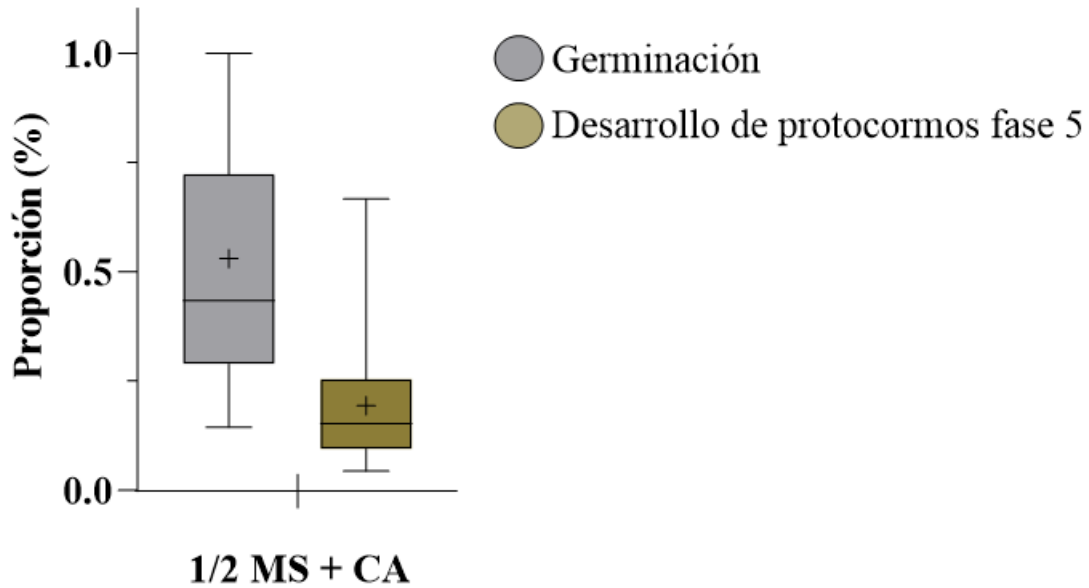 Proporción (%)
1.0
0.5
0.0
1/2 MS + CA
Germinación
Desarrollo de protocormos fase 5